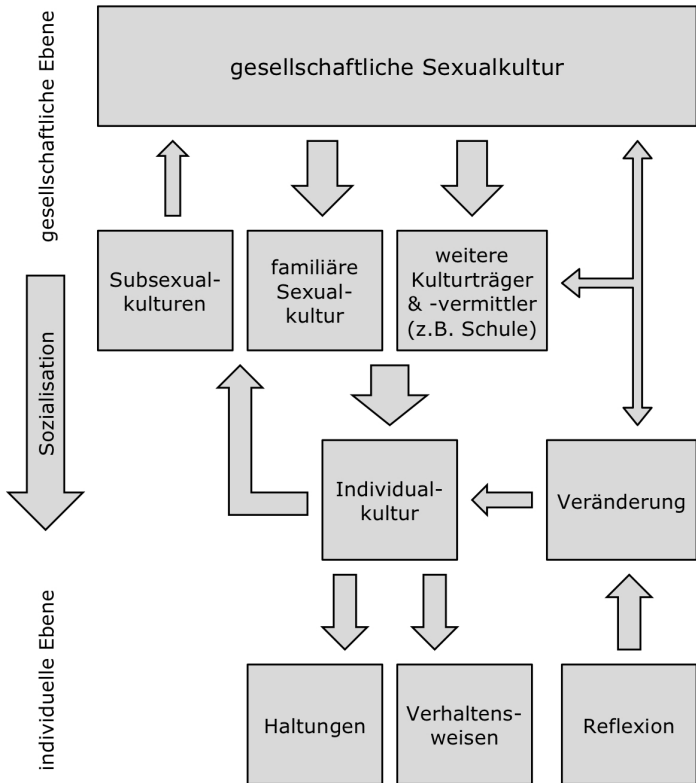 gesellschaftliche Ebene
gesellschaftliche Sexualkultur
Subsexual-
kulturen
familiäre
Sexual-
kultur
weitere
Kulturträger
& -vermittler
(z.B. Schule)
Sozialisation
Individual-
kultur
Veränderung
individuelle Ebene
Haltungen
Verhaltens-
weisen
Reflexion